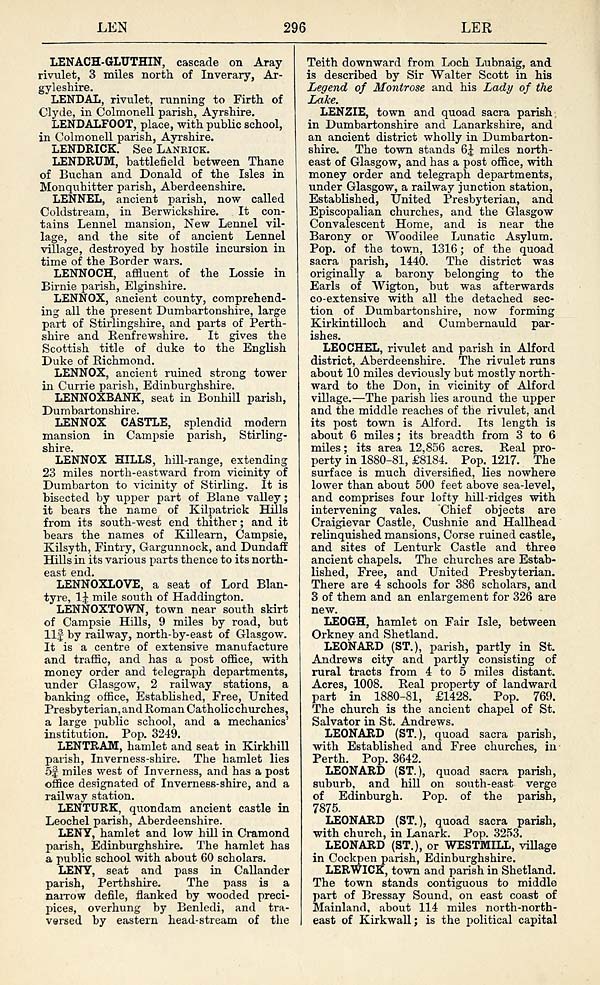 LEN 296 LER
LENACH-GLUTHIN, cascade on Aray
rivulet, 3 miles north of Inverary, Ar-
gyleshire.
LENDAL, rivulet, running to Firth of
Clyde, in Colmonell parish, Ayrshire.
LENDALFOOT, place, with public school,
in Colmonell parish, Ayrshire.
LENDRICK. See LANRICK.
LENDRUM, battlefield between Thane
of Buchan and Donald of the Isles in
Monquhitter parish, Aberdeenshire.
LENNEL, ancient parish, now called
Coldstream, in Berwickshire. It con-
tains Lennel mansion, New Lennel vil-
lage, and the site of ancient Lennel
village, destroyed by hostile incursion in
time of the Border wars.
LENNOCH, affluent of the Lossie in
Birnie parish, Elginshire.
LENNOX, ancient county, comprehend-
ing all the present Dumbartonshire, large
part of Stirlingshire, and parts of Perth-
shire and Renfrewshire. It gives the
Scottish title of duke to the English
Duke of Richmond.
LENNOX, ancient ruined strong tower
in Currie parish, Edinburghshire.
LENNOXBANK, seat in Bonhill parish,
Dumbartonshire.
LENNOX CASTLE, splendid modern
mansion in Campsie parish, Stirling-
shire.
LENNOX HILLS, hill-range, extending
23 miles north-eastward from vicinity of
Dumbarton to vicinity of Stirling. It is
bisected by upper part of Blane valley;
it bears the name of Kilpatrick Hills
from its south-west end thither; and it
bears the names of Killearn, Campsie,
Kilsyth, Fintry, Gargunnock, and Dundaff
Hills in its various parts thence to its north-
east end.
LENNOXLOVE, a seat of Lord Blan-
tyre, 1¼ mile south of Haddington.
LENNOXTOWN, town near south skirt
of Campsie Hills, 9 miles by road, but
11¾ by railway, north-by-east of Glasgow.
It is a centre of extensive manufacture
and traffic, and has a post office, with
money order and telegraph departments,
under Glasgow, 2 railway stations, a
banking office, Established, Free, United
Presbyterian, and Roman Catholic churches,
a large public school, and a mechanics'
institution. Pop. 3249.
LENTRAM, hamlet and seat in Kirkhill
parish, Inverness-shire. The hamlet lies
5¾ miles west of Inverness, and has a post
office designated of Inverness-shire, and a
railway station.
LENTURK, quondam ancient castle in
Leochel parish, Aberdeenshire.
LENY, hamlet and low hill in Cramond
parish, Edinburghshire. The hamlet has
a public school with about 60 scholars.
LENY, seat and pass in Callander
parish, Perthshire. The pass is a
narrow defile, flanked by wooded preci-
pices, overhung by Benledi, and tra-
versed by eastern head-stream of the
Teith downward from Loch Lubnaig, and
is described by Sir Walter Scott in his
Legend of Montrose and his Lady of the
Lake.
LENZIE, town and quoad sacra parish
in Dumbartonshire and Lanarkshire, and
an ancient district wholly in Dumbarton-
shire. The town stands 6¼ miles north-
east of Glasgow, and has a post office, with
money order and telegraph departments,
under Glasgow, a railway junction station,
Established, United Presbyterian, and
Episcopalian churches, and the Glasgow
Convalescent Home, and is near the
Barony or Woodilee Lunatic Asylum.
Pop. of the town, 1316; of the quoad
sacra parish, 1440. The district was
originally a barony belonging to the
Earls of Wigton, but was afterwards
co-extensive with all the detached sec-
tion of Dumbartonshire, now forming
Kirkintilloch and Cumbernauld par-
ishes.
LEOCHEL, rivulet and parish in Alford
district, Aberdeenshire. The rivulet runs
about 10 miles deviously but mostly north-
ward to the Don, in vicinity of Alford
village.—The parish lies around the upper
and the middle reaches of the rivulet, and
its post town is Alford. Its length is
about 6 miles; its breadth from 3 to 6
miles; its area 12,856 acres. Real pro-
perty in 1880-81, £8184. Pop. 1217. The
surface is much diversified, lies nowhere
lower than about 500 feet above sea-level,
and comprises four lofty hill-ridges with
intervening vales. Chief objects are
Craigievar Castle, Cushnie and Hallhead
relinquished mansions, Corse ruined castle,
and sites of Lenturk Castle and three
ancient chapels. The churches are Estab-
lished, Free, and United Presbyterian.
There are 4 schools for 386 scholars, and
3 of them and an enlargement for 326 are
new.
LEOGH, hamlet on Fair Isle, between
Orkney and Shetland.
LEONARD (ST.), parish, partly in St.
Andrews city and partly consisting of
rural tracts from 4 to 5 miles distant.
Acres, 1008. Real property of landward
part in 1880-81, £1428. Pop. 769.
The church is the ancient chapel of St.
Salvator in St. Andrews.
LEONARD (ST.), quoad sacra parish,
with Established and Free churches, in
Perth. Pop. 3642.
LEONARD (ST.), quoad sacra parish,
suburb, and hill on south-east verge
of Edinburgh. Pop. of the parish,
7875.
LEONARD (ST.), quoad sacra parish,
with church, in Lanark. Pop. 3253.
LEONARD (ST.), or WESTMILL, village
in Cockpen parish, Edinburghshire.
LERWICK, town and parish in Shetland.
The town stands contiguous to middle
part of Bressay Sound, on east coast of
Mainland, about 114 miles north-north-
east of Kirkwall; is the political capital